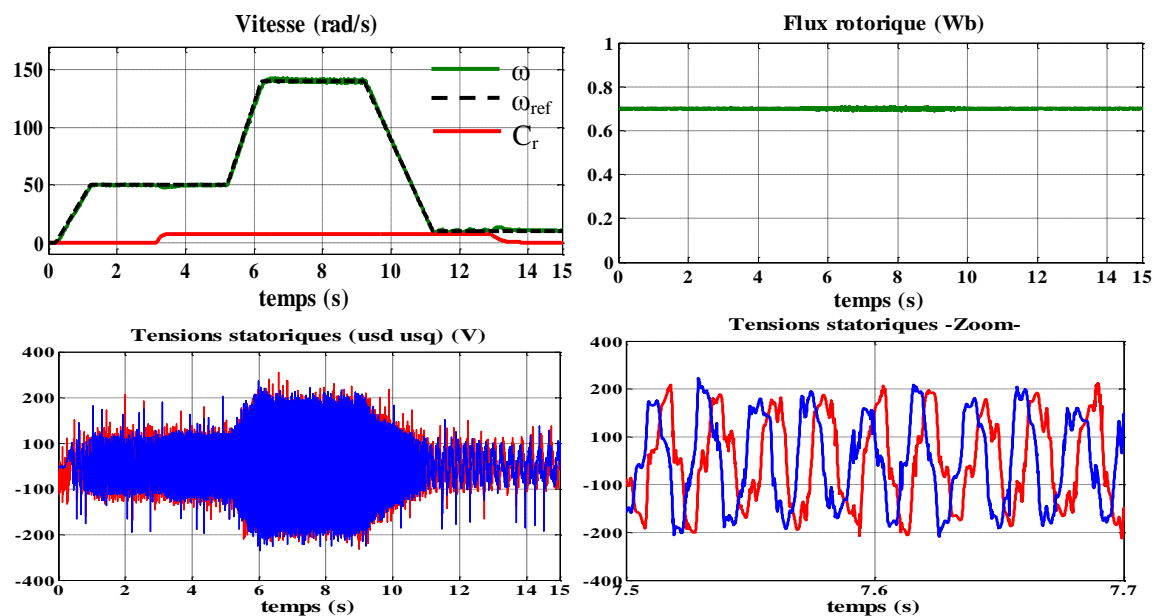 Vitesse (rad/s)
150
100
50
0
ω
ω_ref
C_r
0 2 4 6 8 10 12 14 15
temps (s)
Flux rotorique (Wb)
1
0.8
0.6
0.4
0.2
0
0 2 4 6 8 10 12 14 15
temps (s)
Tensions statoriques (usd usq) (V)
400
200
100
-100
-200
-400
0 2 4 6 8 10 12 14 15
temps (s)
Tensions statoriques -Zoom-
400
200
100
-100
-200
-400
7.5 7.6 7.7
temps (s)